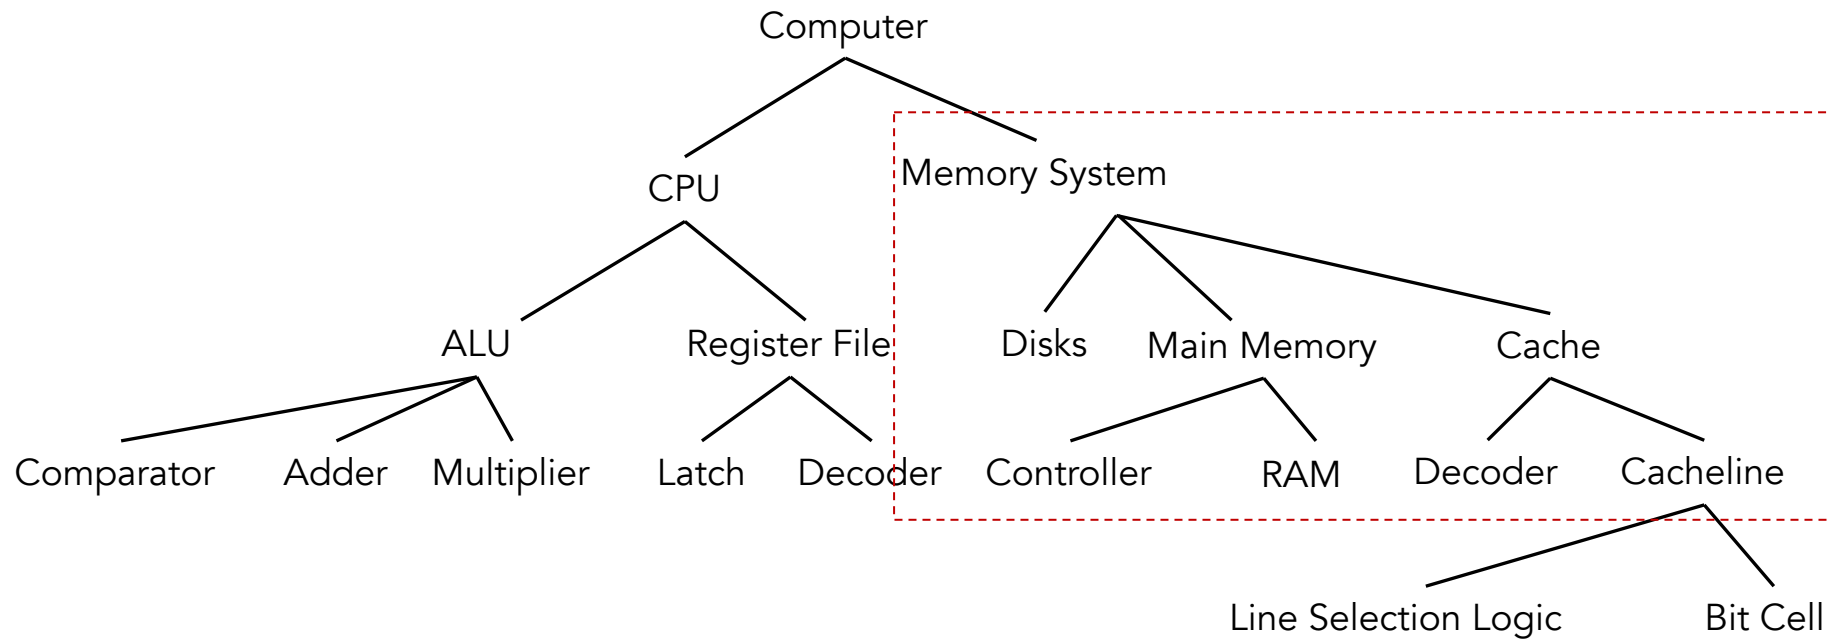 Computer
CPU
Memory System
ALU
Register File
Disks
Main Memory
Cache
Comparator
Adder
Multiplier
Latch
Decoder
Controller
RAM
Decoder
Cacheline
Line Selection Logic
Bit Cell